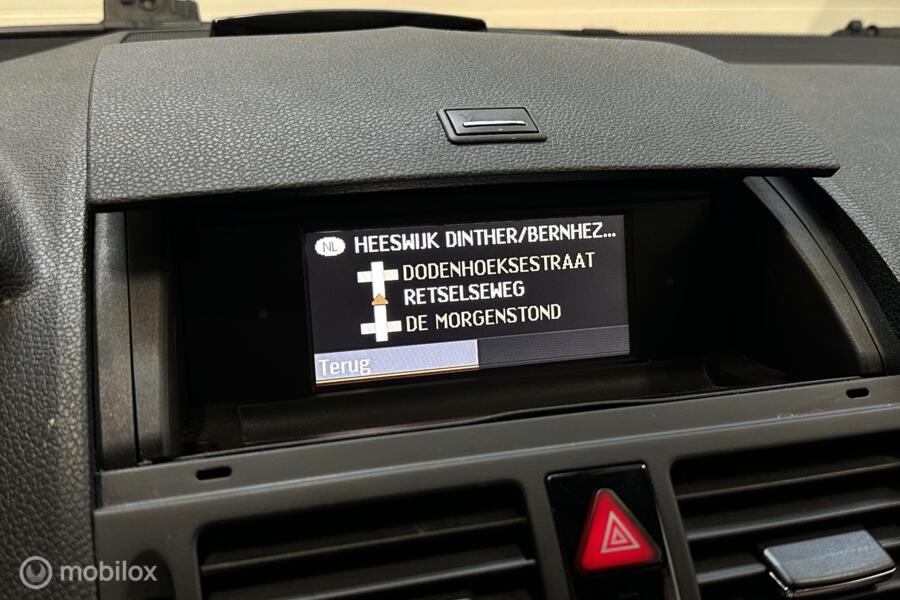 NL HEESWIJK DINTHER/BERNHEZ...
DODENHOEKSESTRAAT
RETSELSEWEG
DE MORGENSTOND
Terug
mobilox